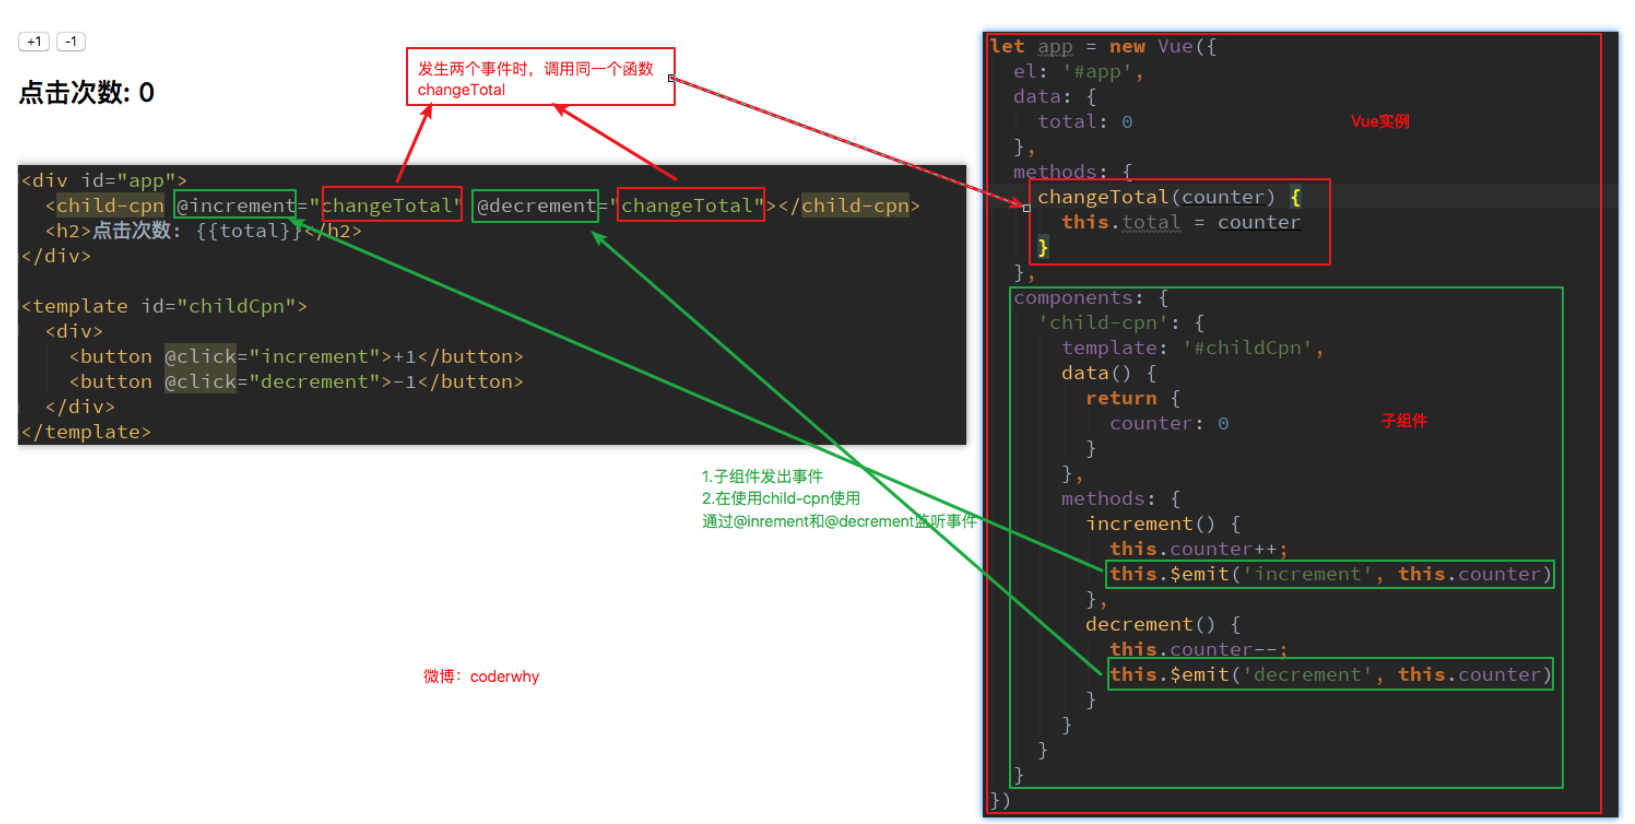 +1 -1
点击次数: 0
发生两个事件时，调用同一个函数
changeTotal
<div id="app">
<child-cpn @increment="changeTotal" @decrement="changeTotal"></child-cpn>
<h2>点击次数: {{total}}</h2>
</div>
<template id="childCpn">
<div>
<button @click="increment">+1</button>
<button @click="decrement">-1</button>
</div>
</template>
1.子组件发出事件
2.在使用child-cpn使用
通过@inrement和@decrement监听事件
微博：coderwhy
let app = new Vue({
el: '#app',
data: {
total: 0
Vue实例
},
methods: {
changeTotal(counter) {
this.total = counter
}
},
components: {
'child-cpn': {
template: '#childCpn',
data() {
return {
counter: 0
子组件
}
},
methods: {
increment() {
this.counter++;
this.$emit('increment', this.counter)
},
decrement() {
this.counter--;
this.$emit('decrement', this.counter)
}
}
}
}
})